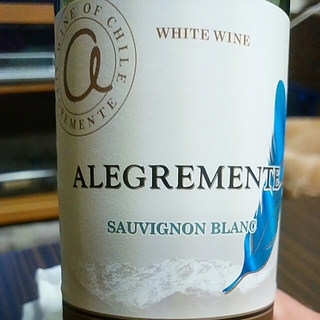 WINE OF CHILE
ALEGREMENTE
a
WHITE WINE
ALEGREMENTE
SAUVIGNON BLANC